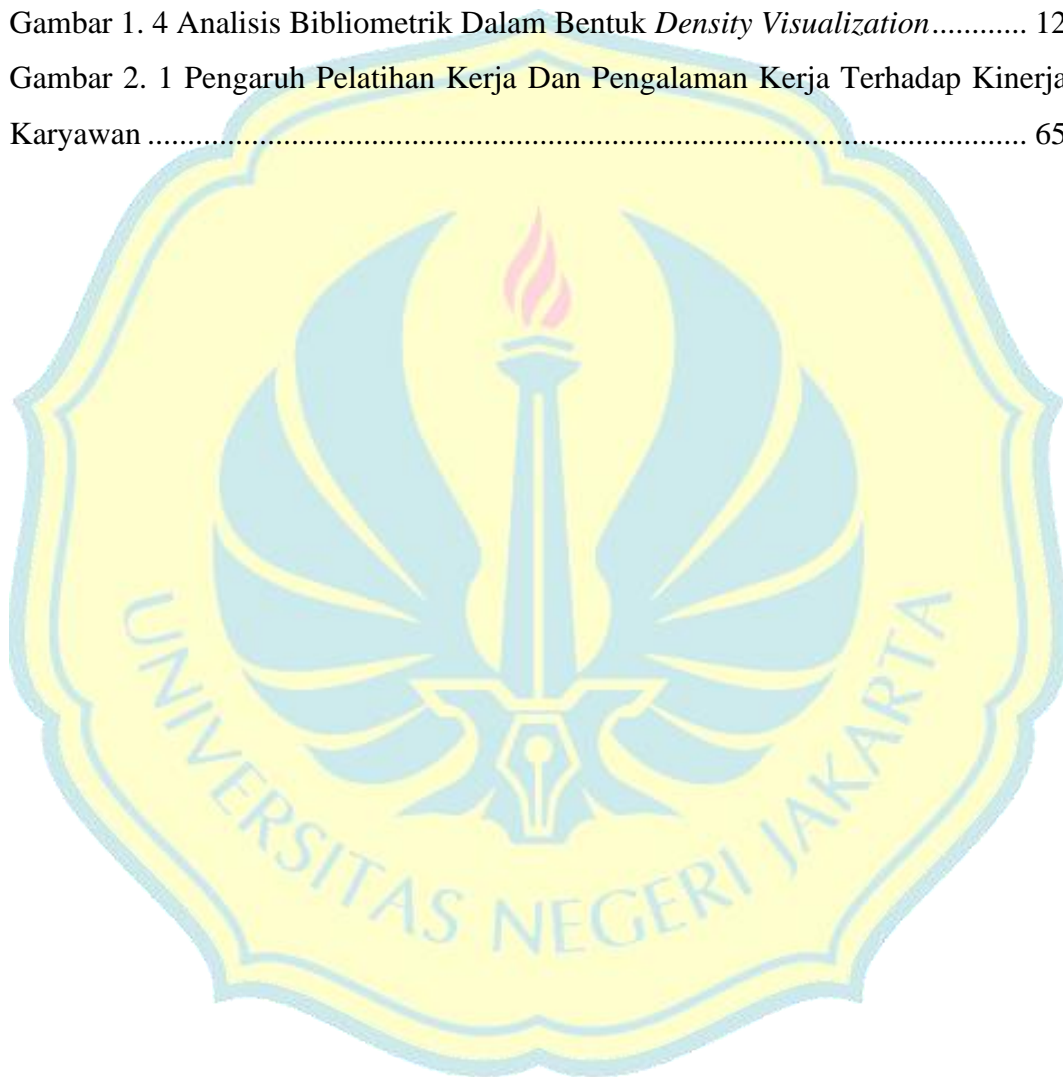 Gambar 1. 4 Analisis Bibliometrik Dalam Bentuk Density Visualization............ 12
Gambar 2. 1 Pengaruh Pelatihan Kerja Dan Pengalaman Kerja Terhadap Kinerja
Karyawan .............................................................................................. 65
UNIVERSITAS NEGERI JAKARTA